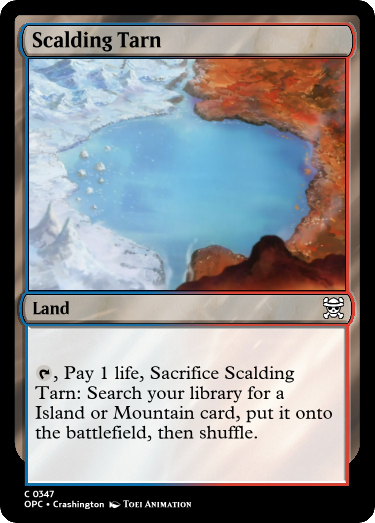 Scalding Tarn
Land
, Pay 1 life, Sacrifice Scalding
Tarn: Search your library for a
Island or Mountain card, put it onto
the battlefield, then shuffle.
C 0347
OPC • Crashington Toei Animation